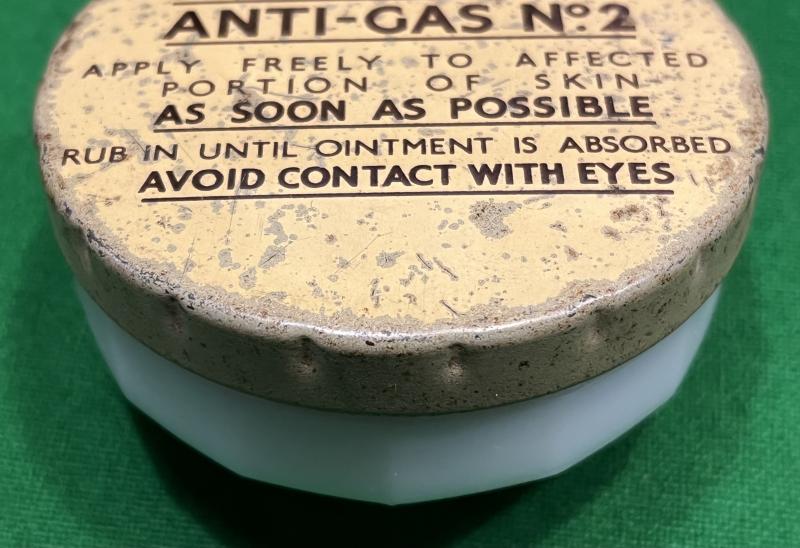 ANTI-GAS Nº2
APPLY FREELY TO AFFECTED
PORTION OF SKIN
AS SOON AS POSSIBLE
RUB IN UNTIL OINTMENT IS ABSORBED
AVOID CONTACT WITH EYES